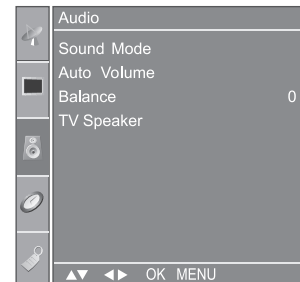 Audio
Sound Mode
Auto Volume
Balance 0
TV Speaker
▲▼ ◀▶ OK MENU